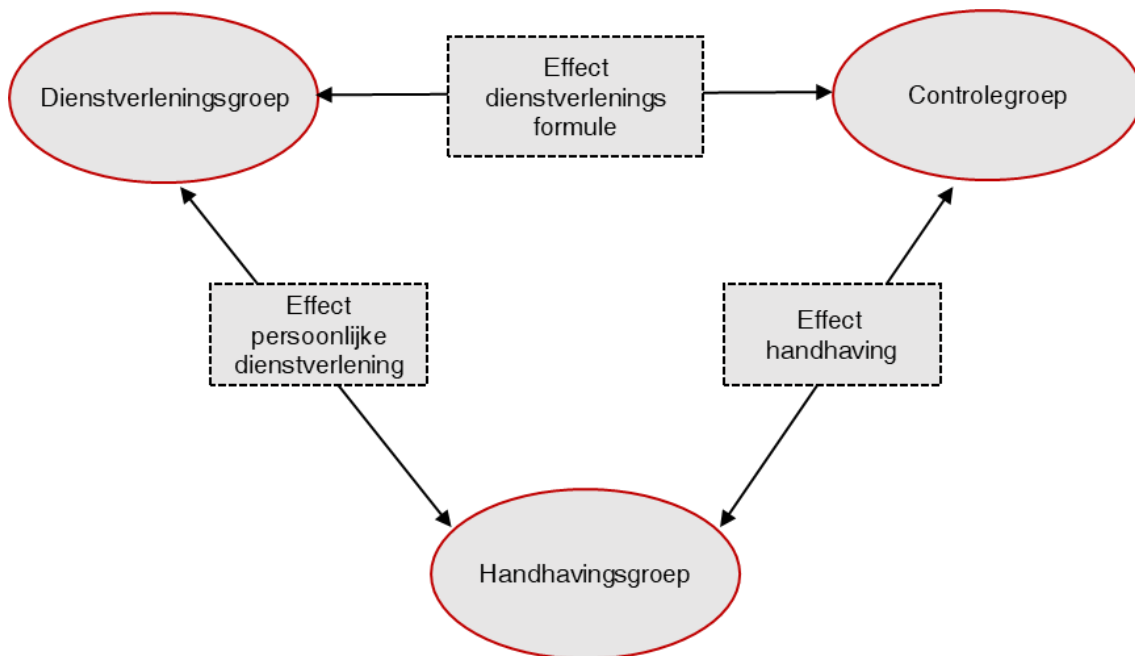 Dienstverleningsgroep
Effect
dienstverlenings
formule
Controlegroep
Effect
persoonlijke
dienstverlening
Effect
handhaving
Handhavingsgroep